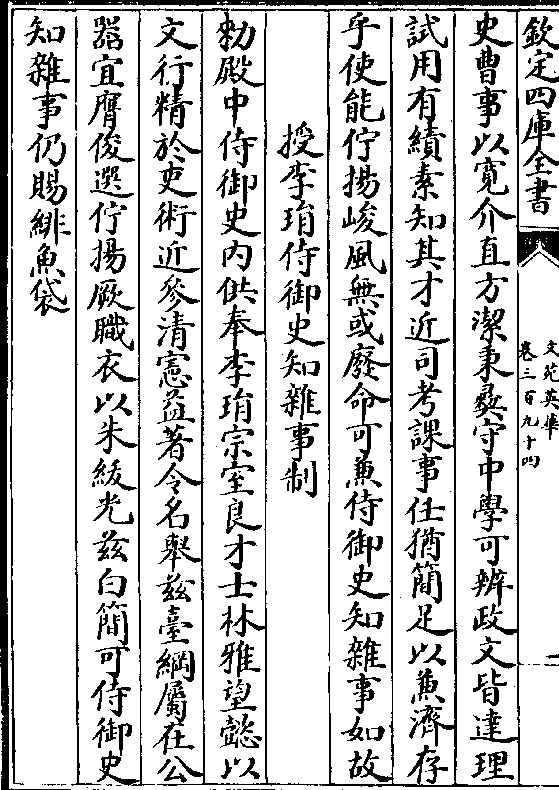 欽定四庫全書
文苑英華
卷三百九十四
史曹事以寛介直方潔秉彞守中學可辨政文皆達理
試用有績素知其才近司考課事任猶簡足以兼濟存
乎使能佇揚峻風無或廢命可兼侍御史知雜事如故
授李琄侍御史知雜事制
勑殿中侍御史内供奉李琄宗室良才士林雅望懿以
文行精於吏術近參清憲益著令名舉兹臺綱屬在公
器宜膺俊選佇揚厥職衣以朱紱光兹白簡可侍御史
知雜事仍賜緋魚袋